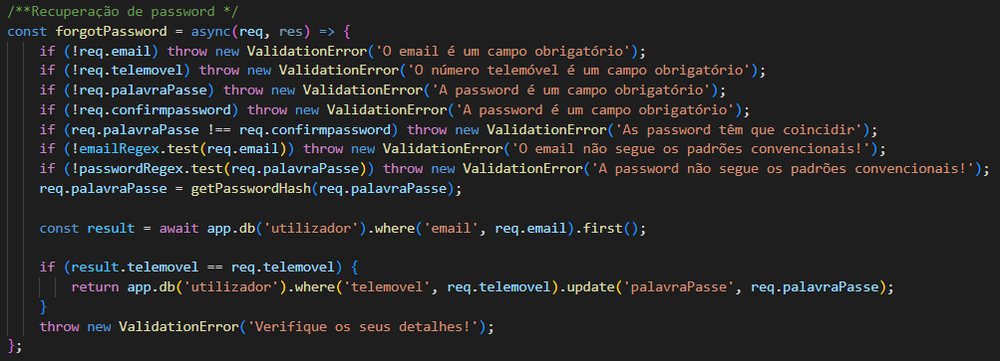 /**Recuperação de password */
const forgotPassword = async(req, res) => {
    if (!req.email) throw new ValidationError('O email é um campo obrigatório');
    if (!req.telemovel) throw new ValidationError('O número telemóvel é um campo obrigatório');
    if (!req.palavraPasse) throw new ValidationError('A password é um campo obrigatório');
    if (!req.confirmpassword) throw new ValidationError('A password é um campo obrigatório');
    if (req.palavraPasse !== req.confirmpassword) throw new ValidationError('As password têm que coincidir');
    if (!emailRegex.test(req.email)) throw new ValidationError('O email não segue os padrões convencionais!');
    if (!passwordRegex.test(req.palavraPasse)) throw new ValidationError('A password não segue os padrões convencionais!');
    req.palavraPasse = getPasswordHash(req.palavraPasse);

    const result = await app.db('utilizador').where('email', req.email).first();

    if (result.telemovel == req.telemovel) {
        return app.db('utilizador').where('telemovel', req.telemovel).update('palavraPasse', req.palavraPasse);
    }
    throw new ValidationError('Verifique os seus detalhes!');
};